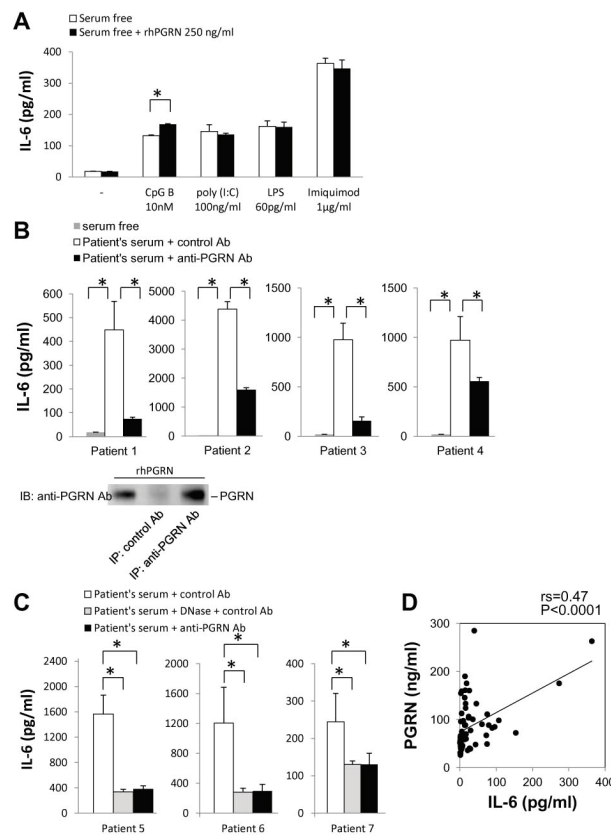 A
Serum free
Serum free + rhPGRN 250 ng/ml
IL-6 (pg/ml)
400
300
200
100
0
*
- CpG B poly (I:C) LPS Imiquimod
10nM 100ng/ml 60pg/ml 1μg/ml
B
serum free
Patient's serum + control Ab
Patient's serum + anti-PGRN Ab
IL-6 (pg/ml)
600
500
400
300
200
100
0
* *
Patient 1
5000
4000
3000
2000
1000
0
* *
Patient 2
1500
1000
500
0
* *
Patient 3
1500
1000
500
0
* *
Patient 4
rhPGRN
IB: anti-PGRN Ab
–PGRN
IP: control Ab
IP: anti-PGRN Ab
C
Patient's serum + control Ab
Patient's serum + DNase + control Ab
Patient's serum + anti-PGRN Ab
IL-6 (pg/ml)
2400
2000
1600
1200
800
400
0
*
*
Patient 5
2000
1600
1200
800
400
0
*
*
Patient 6
400
300
200
100
0
*
*
Patient 7
D
rs=0.47
P<0.0001
PGRN (ng/ml)
300
200
100
0
0 100 200 300 400
IL-6 (pg/ml)